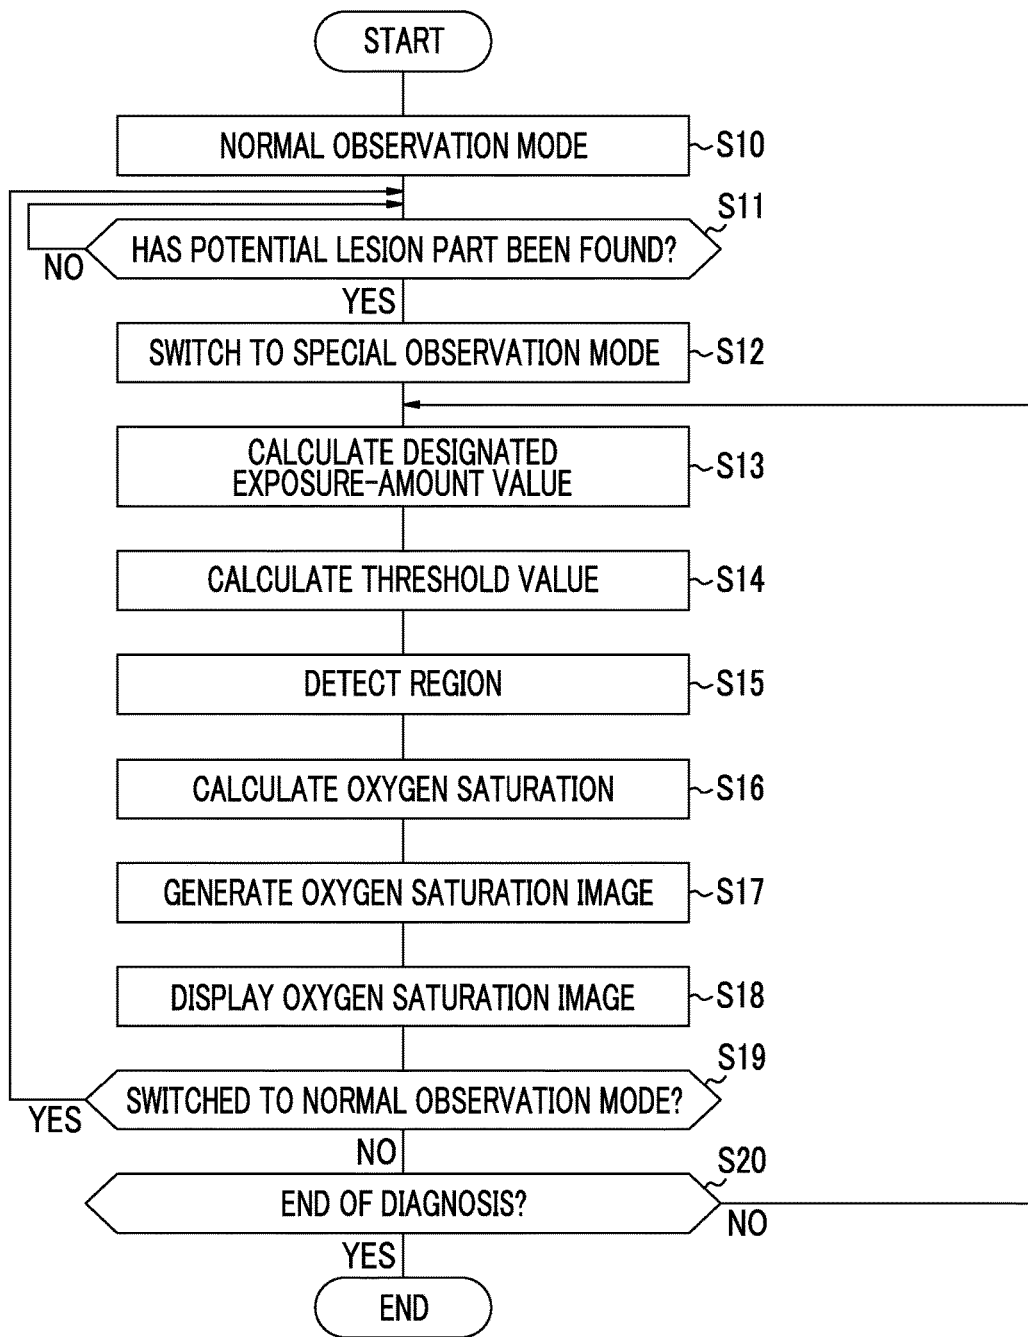 START
NORMAL OBSERVATION MODE
S10
S11
HAS POTENTIAL LESION PART BEEN FOUND?
NO
YES
SWITCH TO SPECIAL OBSERVATION MODE
S12
CALCULATE DESIGNATED
EXPOSURE-AMOUNT VALUE
S13
CALCULATE THRESHOLD VALUE
S14
DETECT REGION
S15
CALCULATE OXYGEN SATURATION
S16
GENERATE OXYGEN SATURATION IMAGE
S17
DISPLAY OXYGEN SATURATION IMAGE
S18
S19
SWITCHED TO NORMAL OBSERVATION MODE?
YES
NO
S20
END OF DIAGNOSIS?
NO
YES
END